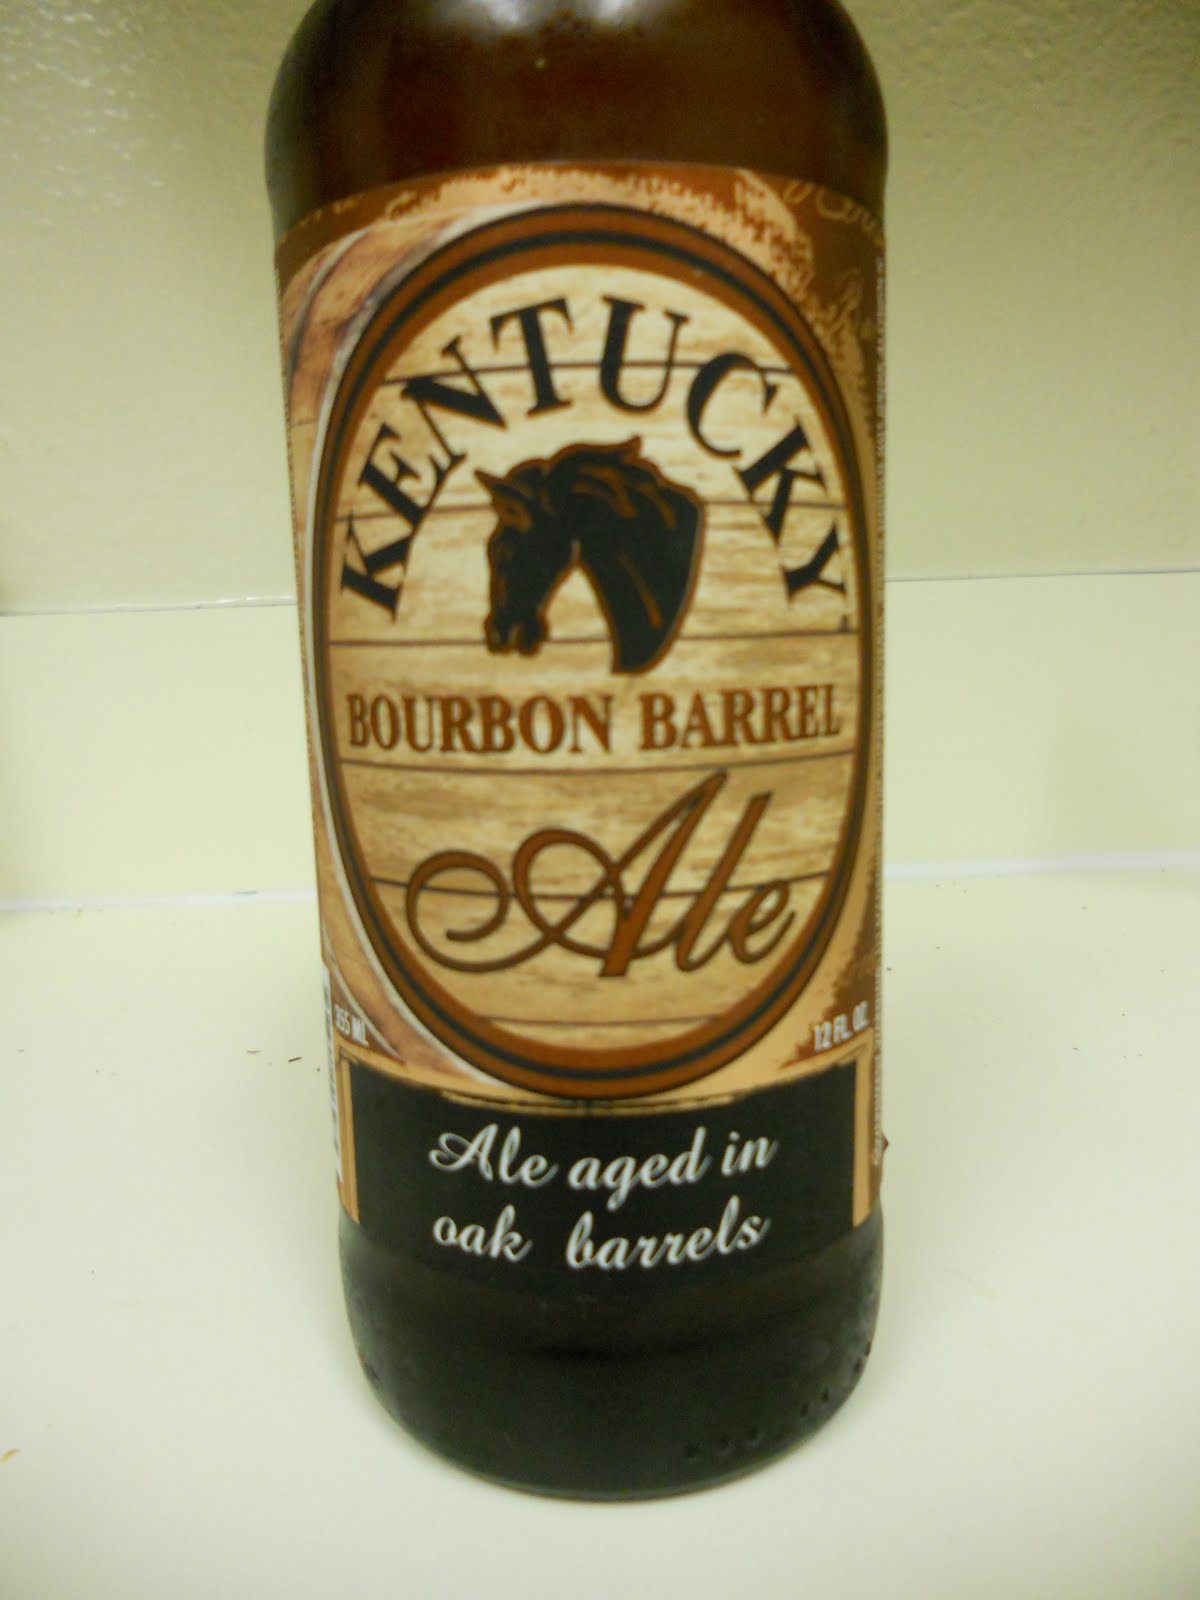 KENTUCKY
BOURBON BARREL
Ale
355 ML
12 FL. OZ.
Ale aged in
oak barrels